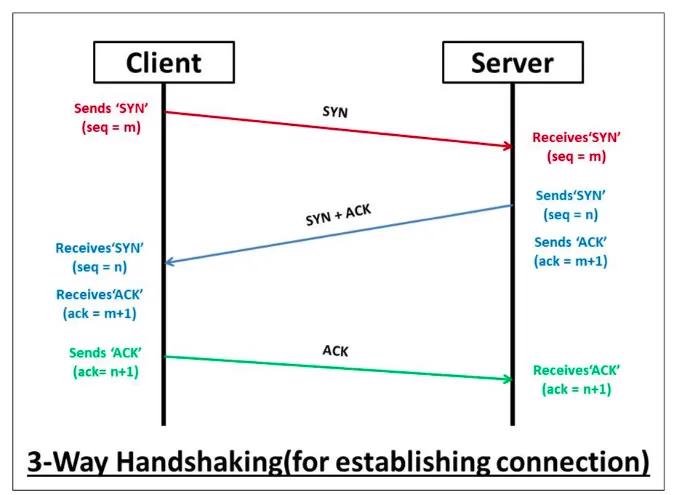 Client
Server
Sends ‘SYN’
(seq = m)
SYN
Receives‘SYN’
(seq = m)
Sends‘SYN’
(seq = n)
SYN + ACK
Sends ‘ACK’
(ack = m+1)
Receives‘SYN’
(seq = n)
Receives‘ACK’
(ack = m+1)
Sends ‘ACK’
(ack= n+1)
ACK
Receives‘ACK’
(ack = n+1)
3-Way Handshaking(for establishing connection)